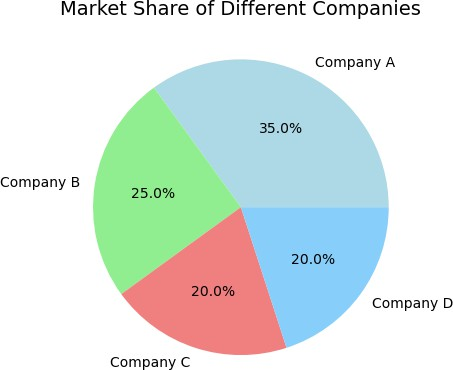 Market Share of Different Companies
Company A
35.0%
Company B
25.0%
20.0%
Company C
20.0%
Company D